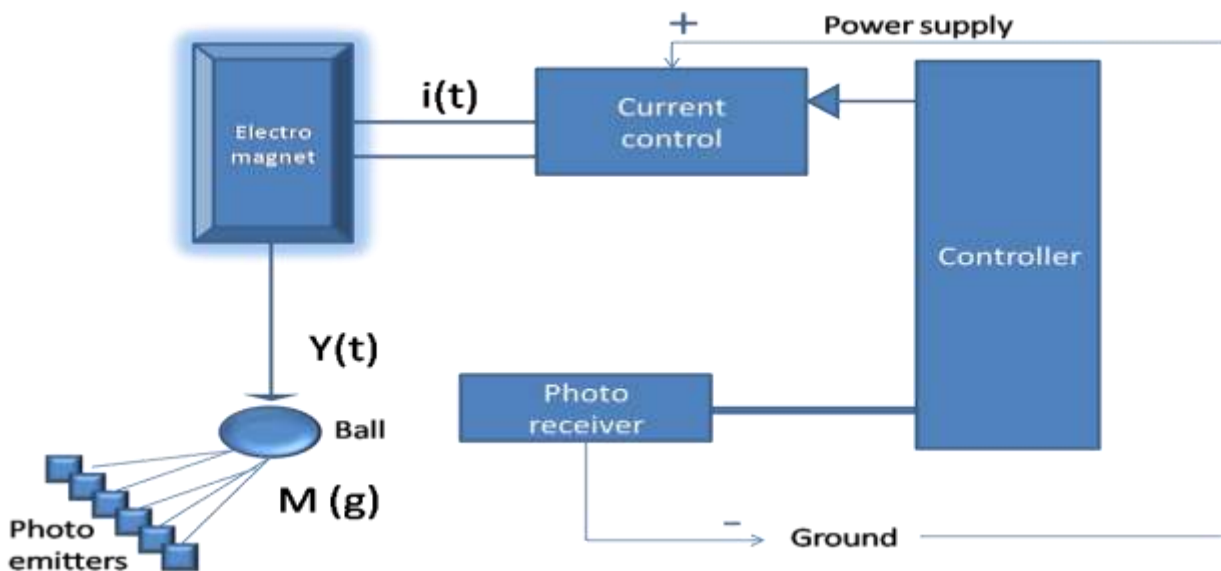 +
Power supply
i(t)
Current
control
Electro
magnet
Controller
Y(t)
Photo
receiver
Ball
M (g)
Photo
emitters
-
Ground